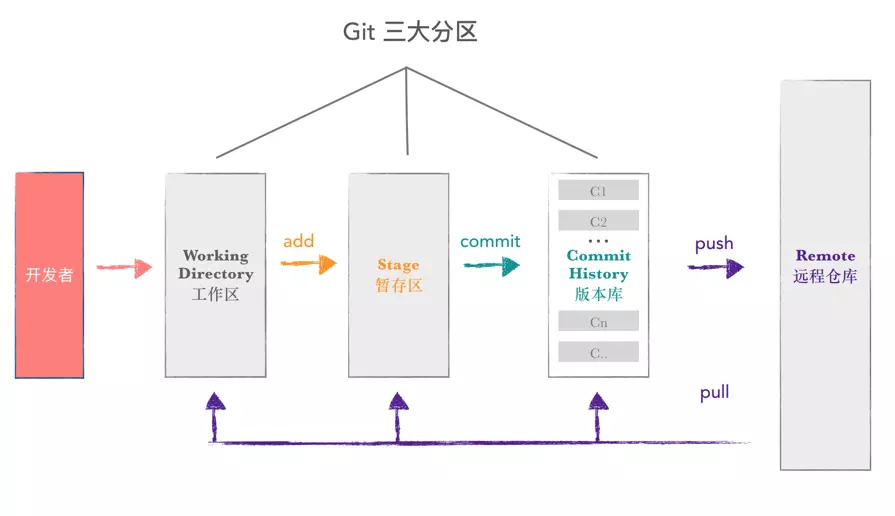 Git 三大分区
开发者
Working
Directory
工作区
add
Stage
暂存区
commit
C1
C2
...
Commit
History
版本库
Cn
C..
push
Remote
远程仓库
pull